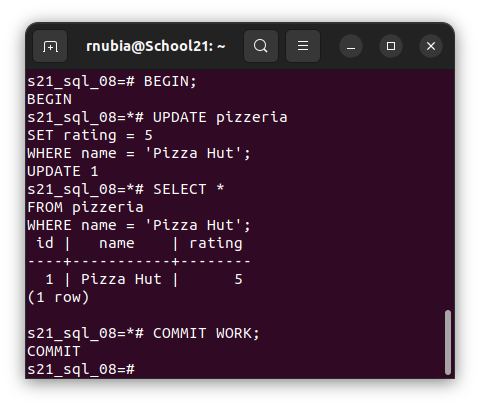 rnubia@School21: ~
s21_sql_08=# BEGIN;
BEGIN
s21_sql_08=*# UPDATE pizzeria
SET rating = 5
WHERE name = 'Pizza Hut';
UPDATE 1
s21_sql_08=*# SELECT *
FROM pizzeria
WHERE name = 'Pizza Hut';
 id |   name    | rating
----+-----------+--------
  1 | Pizza Hut |      5
(1 row)

s21_sql_08=*# COMMIT WORK;
COMMIT
s21_sql_08=#